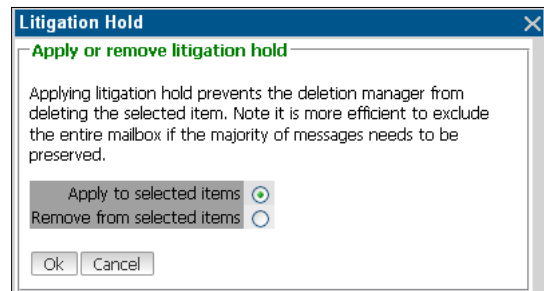 Litigation Hold
Apply or remove litigation hold
Applying litigation hold prevents the deletion manager from
deleting the selected item. Note it is more efficient to exclude
the entire mailbox if the majority of messages needs to be
preserved.
Apply to selected items
Remove from selected items
Ok Cancel